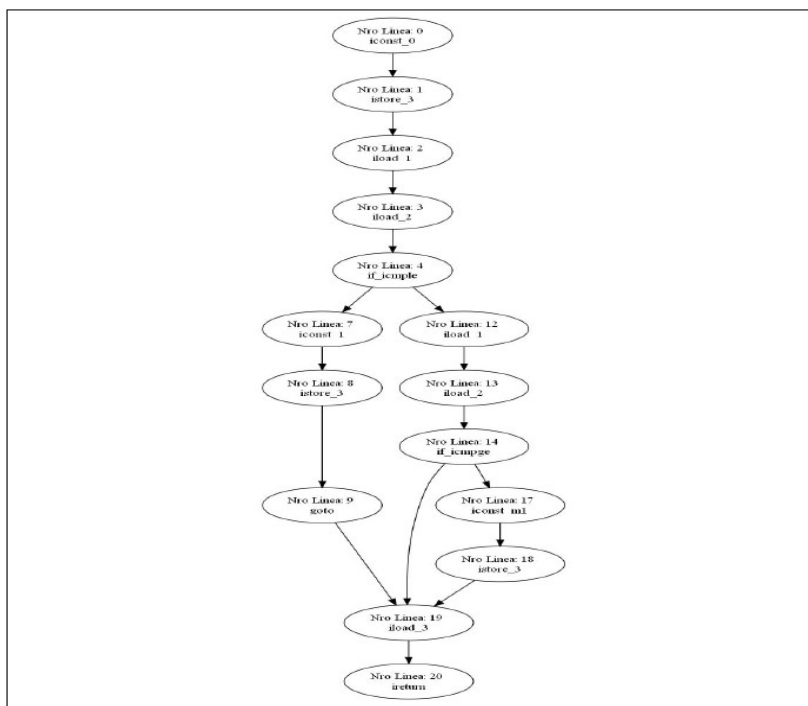 Nro Linea: 0
iconst_0
Nro Linea: 1
istore_3
Nro Linea: 2
iload_1
Nro Linea: 3
iload_2
Nro Linea: 4
if_icmple
Nro Linea: 7
iconst_1
Nro Linea: 12
iload_1
Nro Linea: 8
istore_3
Nro Linea: 13
iload_2
Nro Linea: 14
if_icmpge
Nro Linea: 9
goto
Nro Linea: 17
iconst_m1
Nro Linea: 18
istore_3
Nro Linea: 19
iload_3
Nro Linea: 20
ireturn